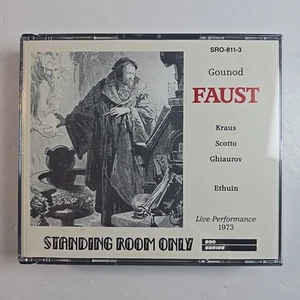 SRO-811-3
Gounod
FAUST
Kraus
Scotto
Ghiaurov
Ethuin
Live Performance
1973
STANDING ROOM ONLY
800
SERIES